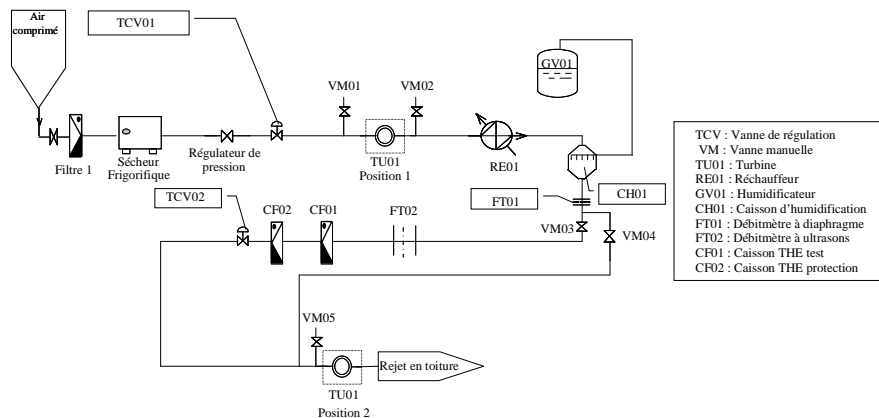 Air
comprimé
TCV01
VM01
VM02
GV01
Filtre 1
Sécheur
Frigorifique
Régulateur de
pression
TU01
Position 1
RE01
CH01
FT01
TCV02
CF02
CF01
FT02
VM03
VM04
VM05
TU01
Position 2
Rejet en toiture
TCV : Vanne de régulation
VM : Vanne manuelle
TU01 : Turbine
RE01 : Réchauffeur
GV01 : Humidificateur
CH01 : Caisson d'humidification
FT01 : Débitmètre à diaphragme
FT02 : Débitmètre à ultrasons
CF01 : Caisson THE test
CF02 : Caisson THE protection